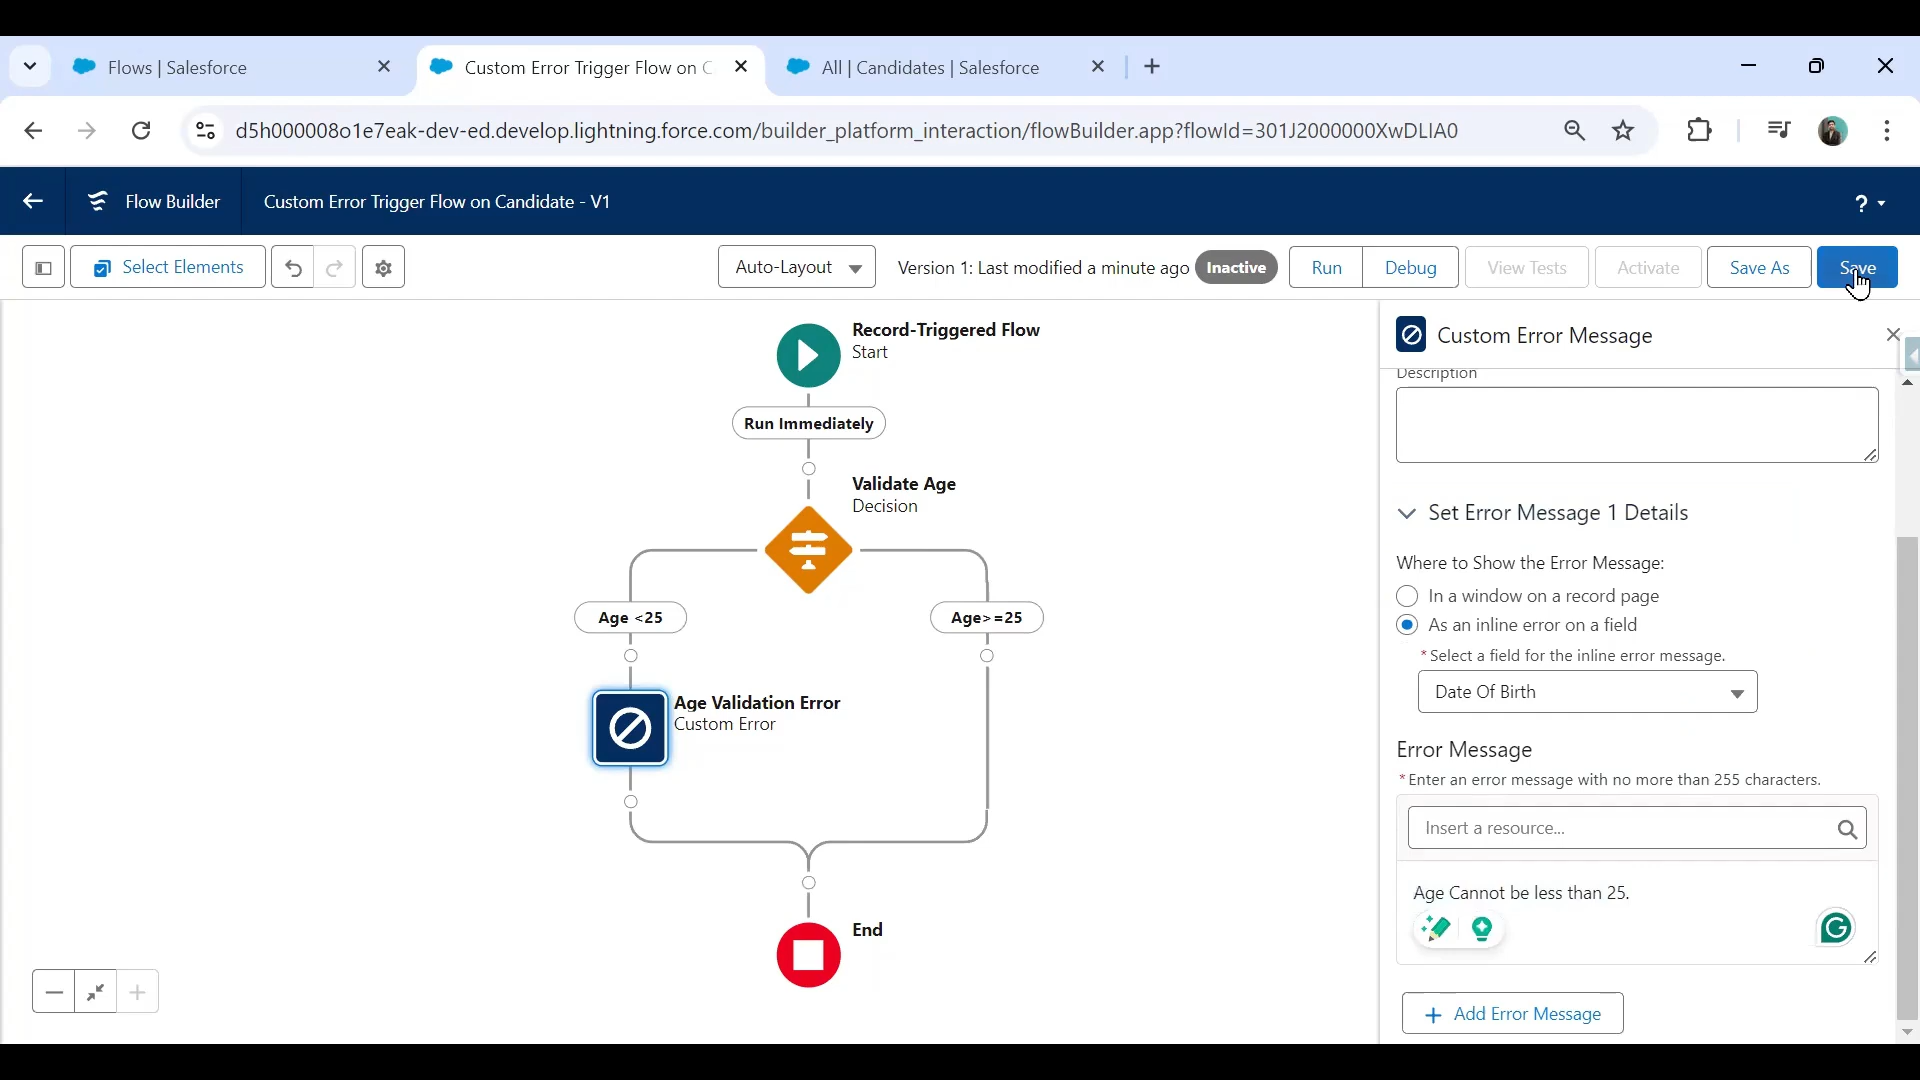 Flows | Salesforce
Custom Error Trigger Flow on C
All | Candidates | Salesforce
d5h000008o1e7eak-dev-ed.develop.lightning.force.com/builder_platform_interaction/flowBuilder.app?flowId=301J2000000XwDLIA0
Flow Builder
Custom Error Trigger Flow on Candidate - V1
?
Select Elements
Auto-Layout
Version 1: Last modified a minute ago
Inactive
Run
Debug
View Tests
Activate
Save As
Save
Record-Triggered Flow
Start
Run Immediately
Validate Age
Decision
Age <25
Age>=25
Age Validation Error
Custom Error
End
Custom Error Message
Description
Set Error Message 1 Details
Where to Show the Error Message:
In a window on a record page
As an inline error on a field
* Select a field for the inline error message.
Date Of Birth
Error Message
* Enter an error message with no more than 255 characters.
Insert a resource...
Age Cannot be less than 25.
+ Add Error Message